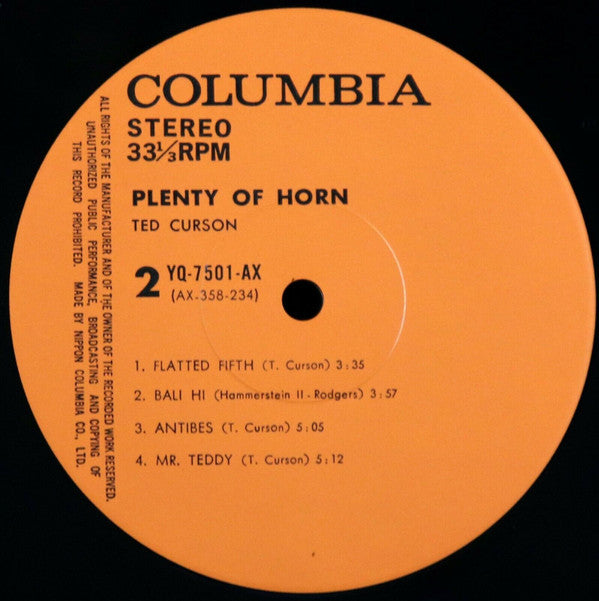 COLUMBIA
STEREO
33⅓RPM
PLENTY OF HORN
TED CURSON
2 YQ-7501-AX
(AX-358-234)
1. FLATTED FIFTH (T. Curson) 3:35
2. BALI HI (Hammerstein II - Rodgers) 3:57
3. ANTIBES (T. Curson) 5:05
4. MR. TEDDY (T. Curson) 5:12
ALL RIGHTS OF THE MANUFACTURER AND OF THE OWNER OF THE RECORDED WORK RESERVED.
UNAUTHORIZED PUBLIC PERFORMANCE, BROADCASTING AND COPYING OF
THIS RECORD PROHIBITED. MADE BY NIPPON COLUMBIA CO., LTD.